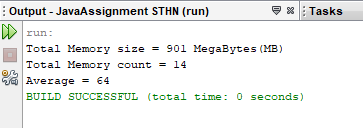 Output - JavaAssignment STHN (run)
Tasks
run:
Total Memory size = 901 MegaBytes(MB)
Total Memory count = 14
Average = 64
BUILD SUCCESSFUL (total time: 0 seconds)